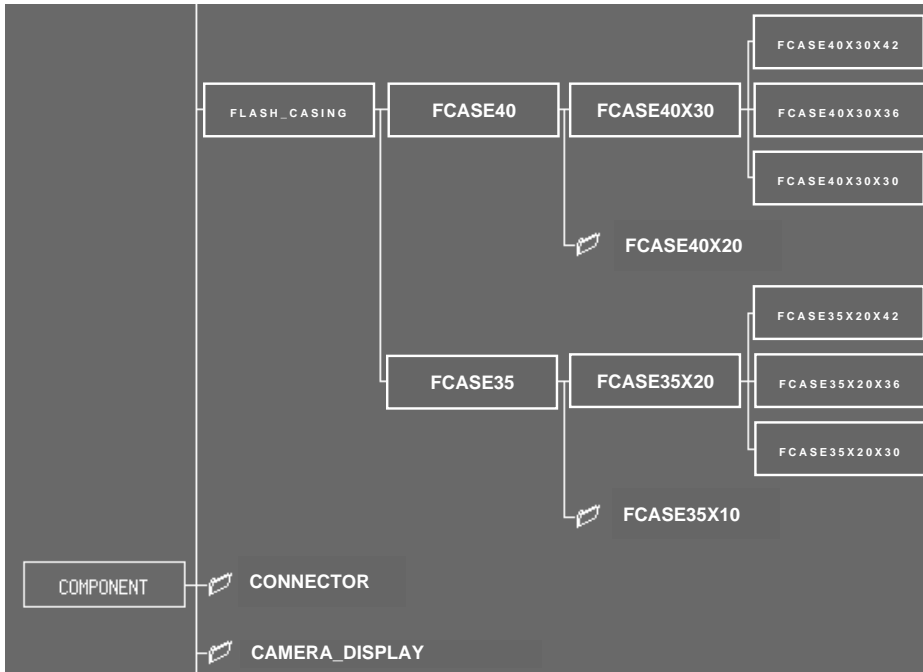 FCASE40X30X42
FLASH_CASING
FCASE40
FCASE40X30
FCASE40X30X36
FCASE40X30X30
FCASE40X20
FCASE35X20X42
FCASE35
FCASE35X20
FCASE35X20X36
FCASE35X20X30
FCASE35X10
COMPONENT
CONNECTOR
CAMERA_DISPLAY